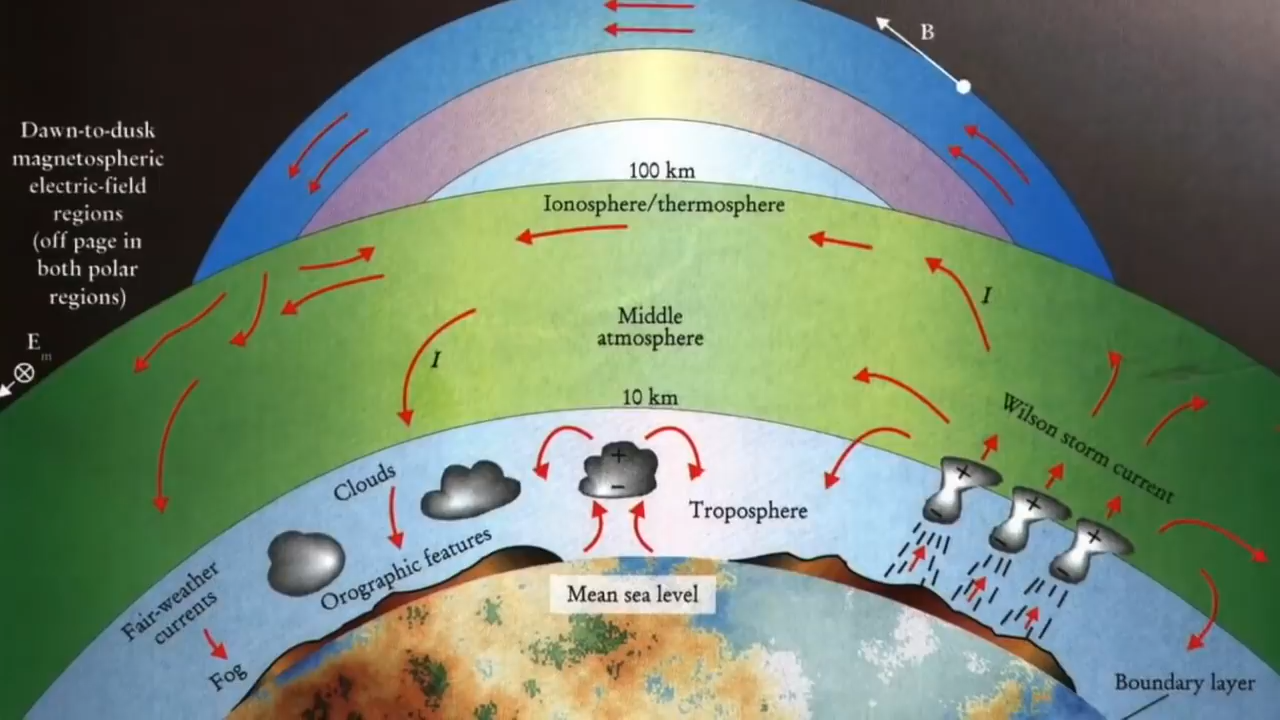 B
Dawn-to-dusk
magnetospheric
electric-field
regions
(off page in
both polar
regions)
E m
100 km
Ionosphere/thermosphere
I
Middle
atmosphere
I
10 km
Wilson storm current
Clouds
+
−
Troposphere
+
−
+
−
+
−
Orographic features
Fair-weather
currents
Mean sea level
Fog
Boundary layer